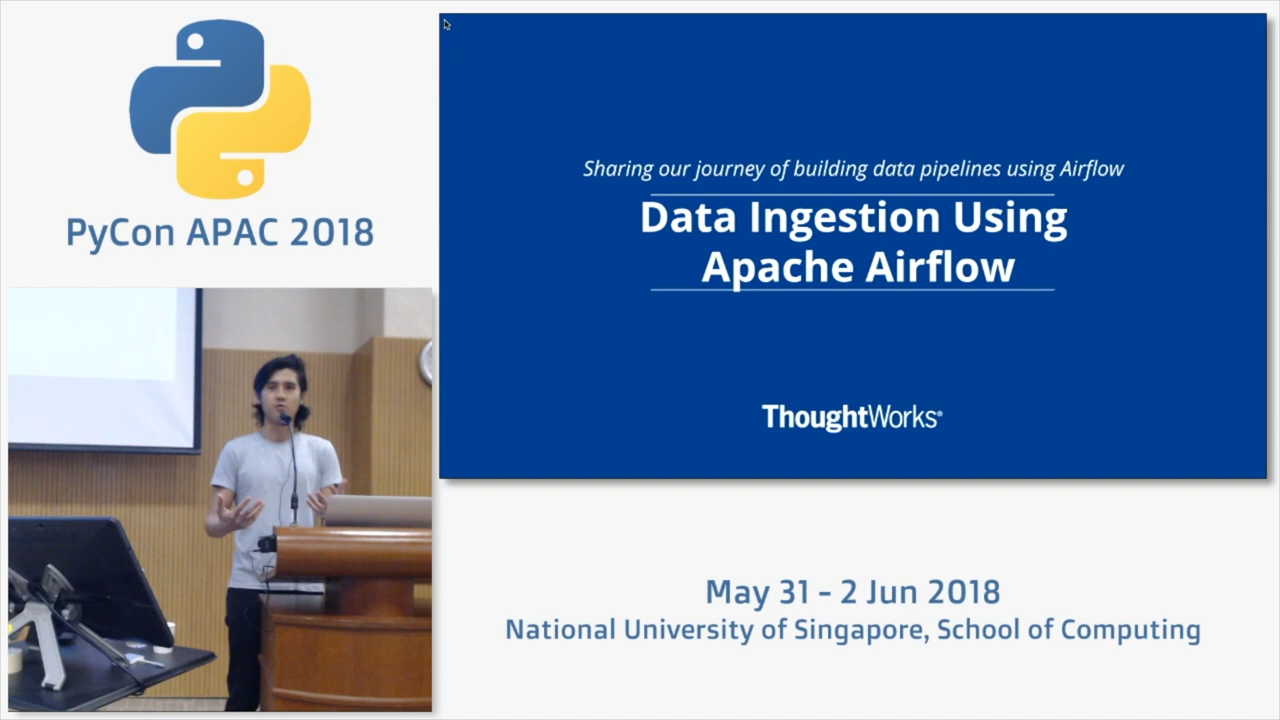 PyCon APAC 2018
Sharing our journey of building data pipelines using Airflow
Data Ingestion Using
Apache Airflow
ThoughtWorks®
May 31 - 2 Jun 2018
National University of Singapore, School of Computing